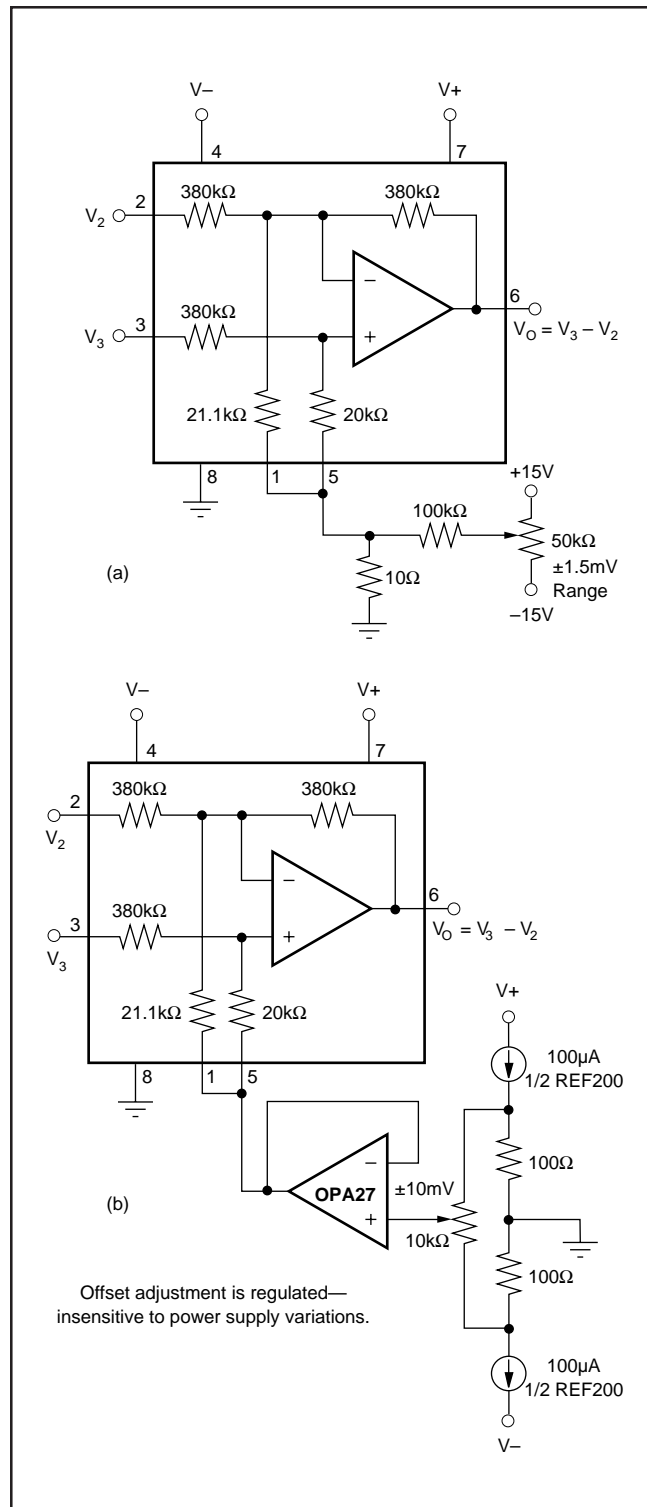 V–
V+
4
7
380kΩ
380kΩ
2
V2
–
3
380kΩ
V3
+
6
VO = V3 – V2
21.1kΩ
20kΩ
8
1
5
+15V
100kΩ
50kΩ
±1.5mV
Range
–15V
10Ω
(a)
V–
V+
4
7
380kΩ
380kΩ
2
V2
–
3
380kΩ
V3
+
6
VO = V3 – V2
21.1kΩ
20kΩ
8
1
5
V+
100µA
1/2 REF200
–
OPA27
+
±10mV
10kΩ
100Ω
100Ω
(b)
Offset adjustment is regulated—
insensitive to power supply variations.
100µA
1/2 REF200
V–